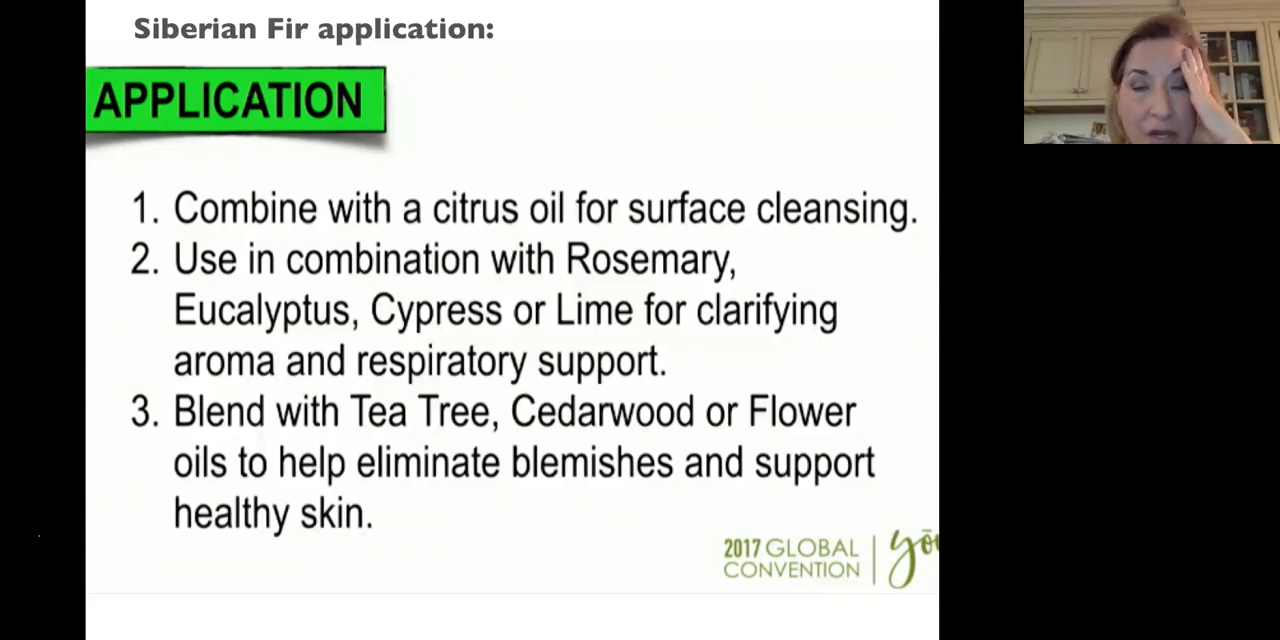 Siberian Fir application:
APPLICATION
1. Combine with a citrus oil for surface cleansing.
2. Use in combination with Rosemary,
Eucalyptus, Cypress or Lime for clarifying
aroma and respiratory support.
3. Blend with Tea Tree, Cedarwood or Flower
oils to help eliminate blemishes and support
healthy skin.
2017 GLOBAL
CONVENTION